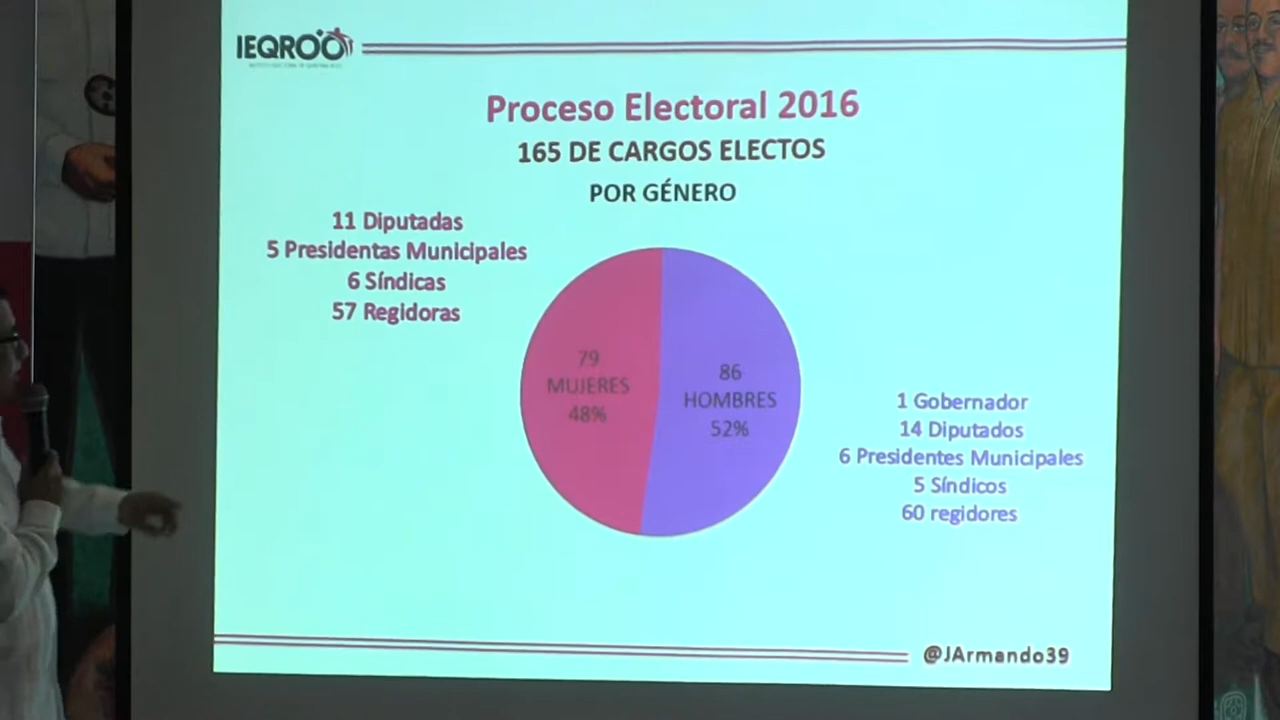 IEQROO
Proceso Electoral 2016
165 DE CARGOS ELECTOS
POR GÉNERO
11 Diputadas
5 Presidentas Municipales
6 Síndicas
57 Regidoras
79
MUJERES
48%
86
HOMBRES
52%
1 Gobernador
14 Diputados
6 Presidentes Municipales
5 Síndicos
60 regidores
@JArmando39